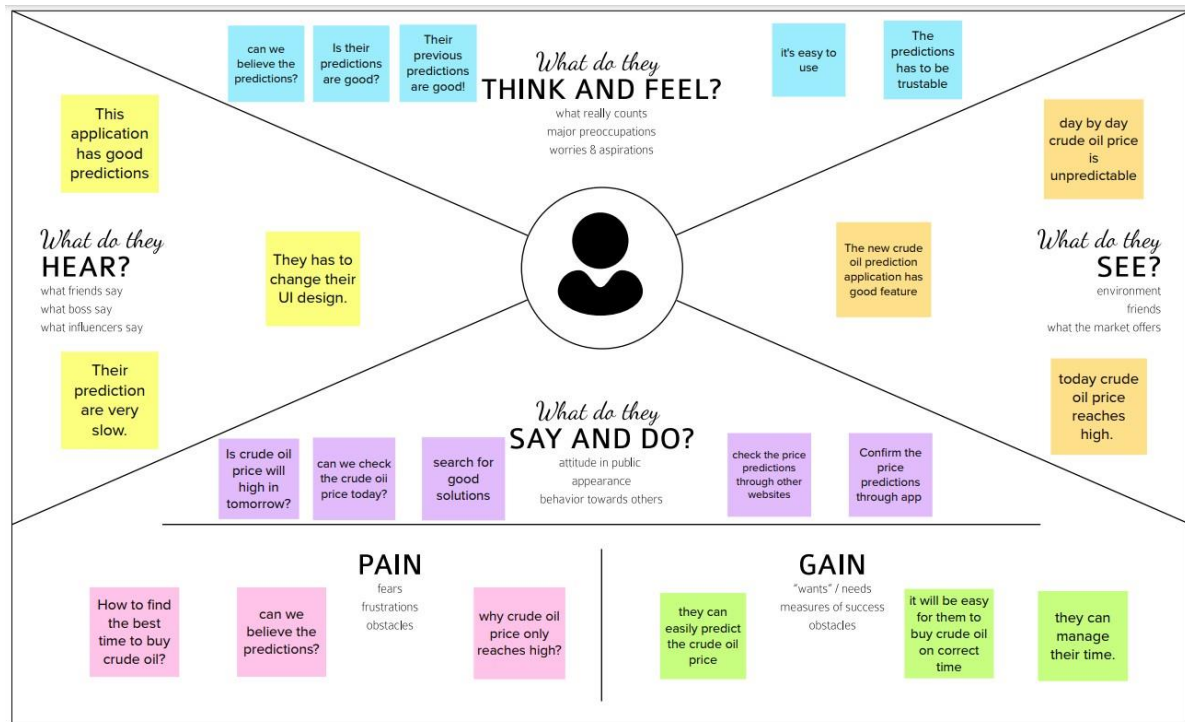 can we
believe the
predictions?
Is their
predictions
are good?
Their
previous
predictions
are good!
What do they
THINK AND FEEL?
what really counts
major preoccupations
worries & aspirations
it's easy to
use
The
predictions
has to be
trustable
This
application
has good
predictions
What do they
HEAR?
what friends say
what boss say
what influencers say
They has to
change their
UI design.
Their
prediction
are very
slow.
day by day
crude oil price
is
unpredictable
The new crude
oil prediction
application has
good feature
What do they
SEE?
environment
friends
what the market offers
today crude
oil price
reaches
high.
What do they
SAY AND DO?
attitude in public
appearance
behavior towards others
Is crude oil
price will
high in
tomorrow?
can we check
the crude oil
price today?
search for
good
solutions
check the price
predictions
through other
websites
Confirm the
price
predictions
through app
PAIN
fears
frustrations
obstacles
How to find
the best
time to buy
crude oil?
can we
believe the
predictions?
why crude oil
price only
reaches high?
GAIN
"wants" / needs
measures of success
obstacles
they can
easily predict
the crude oil
price
it will be easy
for them to
buy crude oil
on correct
time
they can
manage
their time.